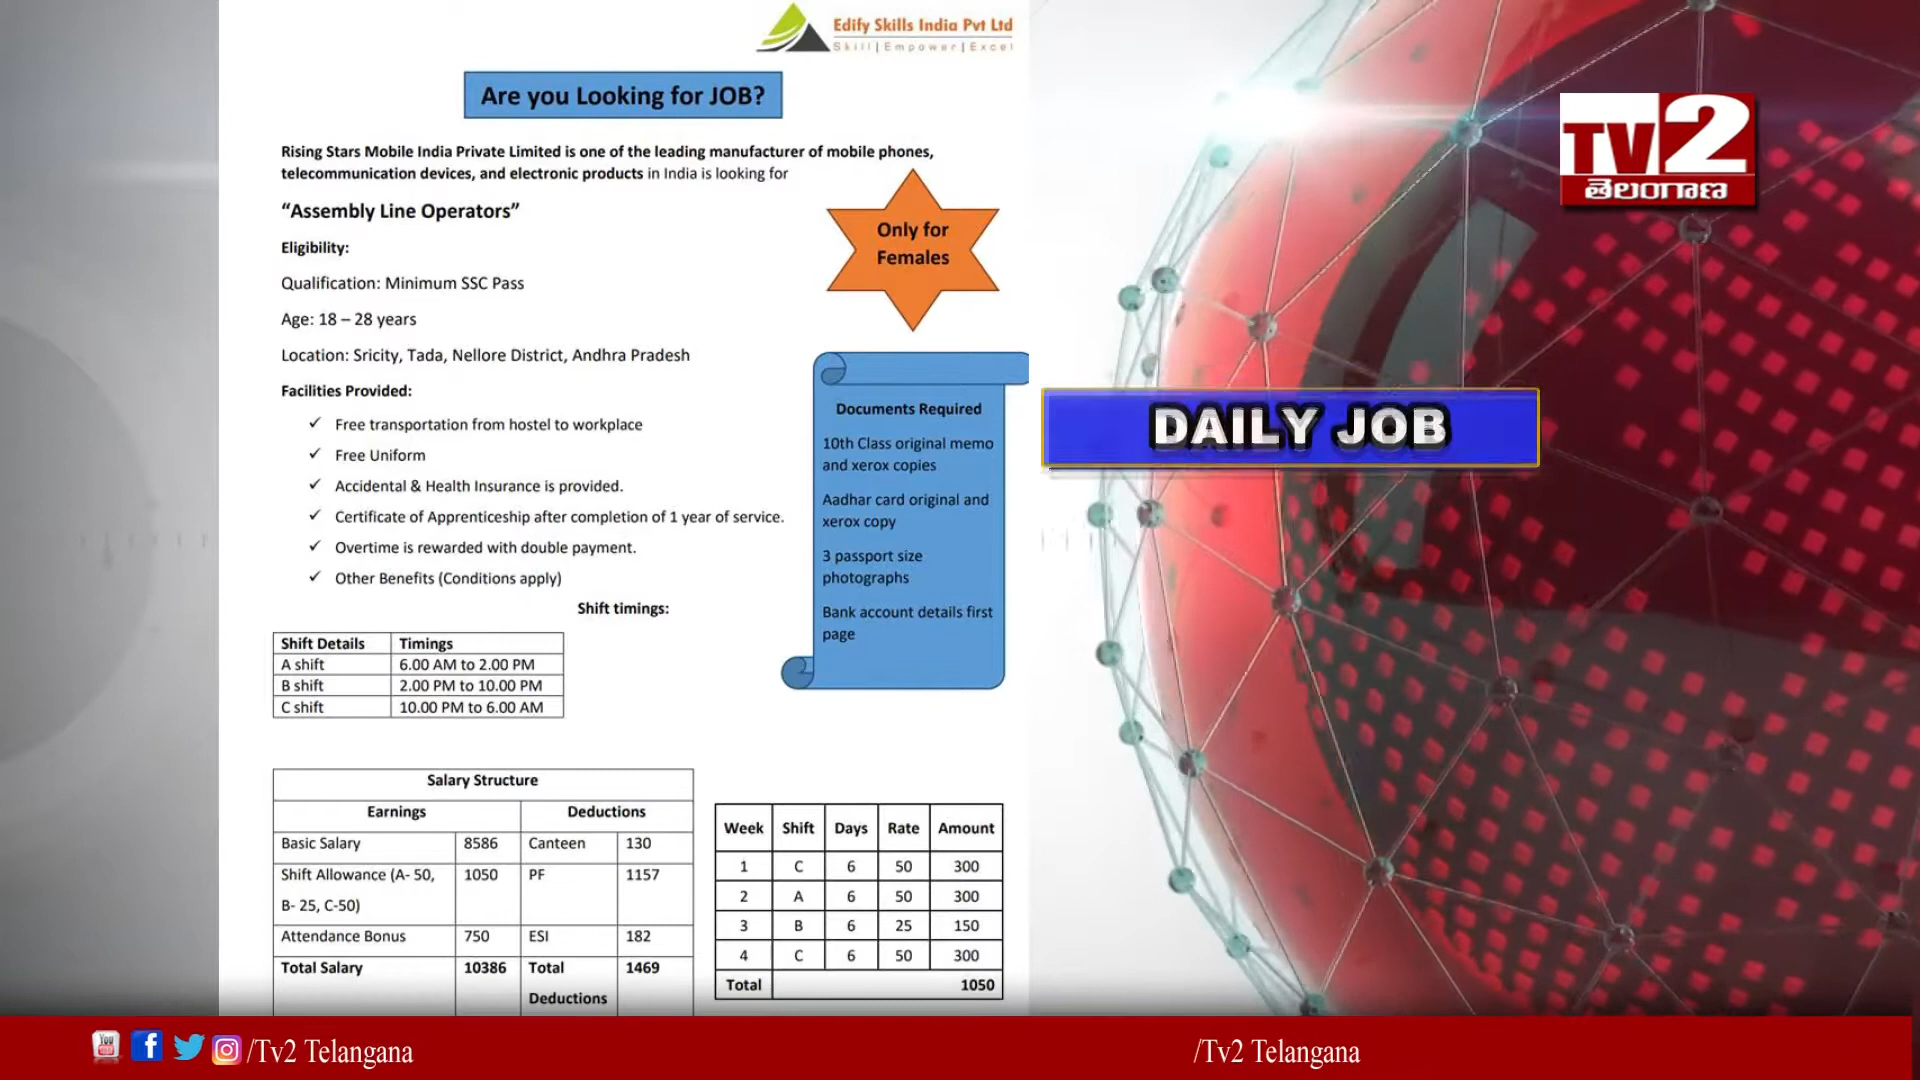 Edify Skills India Pvt Ltd
Skill|Empower|Excel
Are you Looking for JOB?
Rising Stars Mobile India Private Limited is one of the leading manufacturer of mobile phones,
telecommunication devices, and electronic products in India is looking for
“Assembly Line Operators”
Only for
Females
Eligibility:
Qualification: Minimum SSC Pass
Age: 18 – 28 years
Location: Sricity, Tada, Nellore District, Andhra Pradesh
Facilities Provided:
✓ Free transportation from hostel to workplace
✓ Free Uniform
✓ Accidental & Health Insurance is provided.
✓ Certificate of Apprenticeship after completion of 1 year of service.
✓ Overtime is rewarded with double payment.
✓ Other Benefits (Conditions apply)
Documents Required
10th Class original memo
and xerox copies
Aadhar card original and
xerox copy
3 passport size
photographs
Bank account details first
page
Shift timings:
Shift Details Timings
A shift 6.00 AM to 2.00 PM
B shift 2.00 PM to 10.00 PM
C shift 10.00 PM to 6.00 AM
Salary Structure
Earnings Deductions
Basic Salary 8586 Canteen 130
Shift Allowance (A- 50, 1050 PF 1157
B- 25, C-50)
Attendance Bonus 750 ESI 182
Total Salary 10386 Total 1469
Deductions
Week Shift Days Rate Amount
1 C 6 50 300
2 A 6 50 300
3 B 6 25 150
4 C 6 50 300
Total 1050
TV2
తెలంగాణ
DAILY JOB
You
/Tv2 Telangana
/Tv2 Telangana